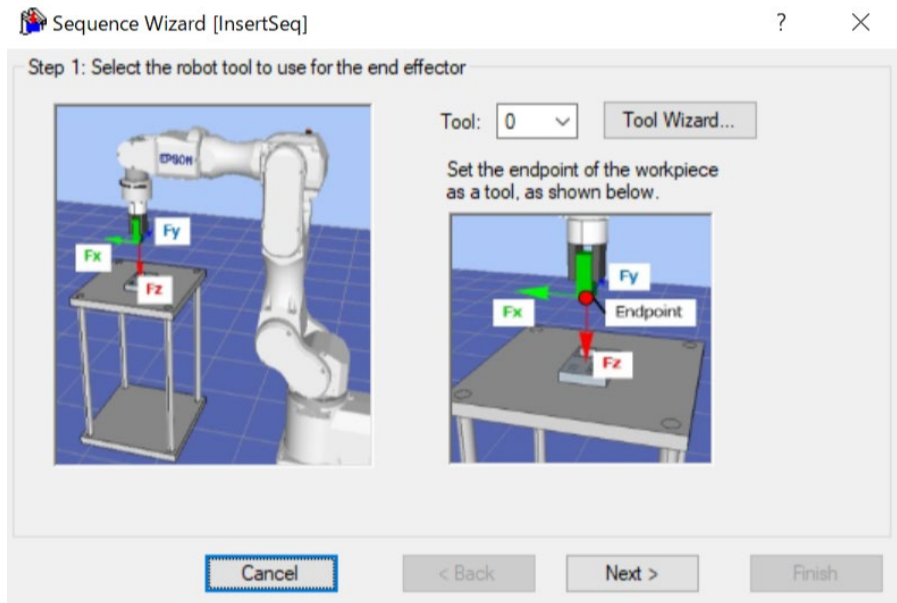 Sequence Wizard [InsertSeq]
?
Step 1: Select the robot tool to use for the end effector
EPSON
Fy
Fx
Fz
Tool: 0
Tool Wizard...
Set the endpoint of the workpiece
as a tool, as shown below.
Fy
Fx
Endpoint
Fz
Cancel
< Back
Next >
Finish